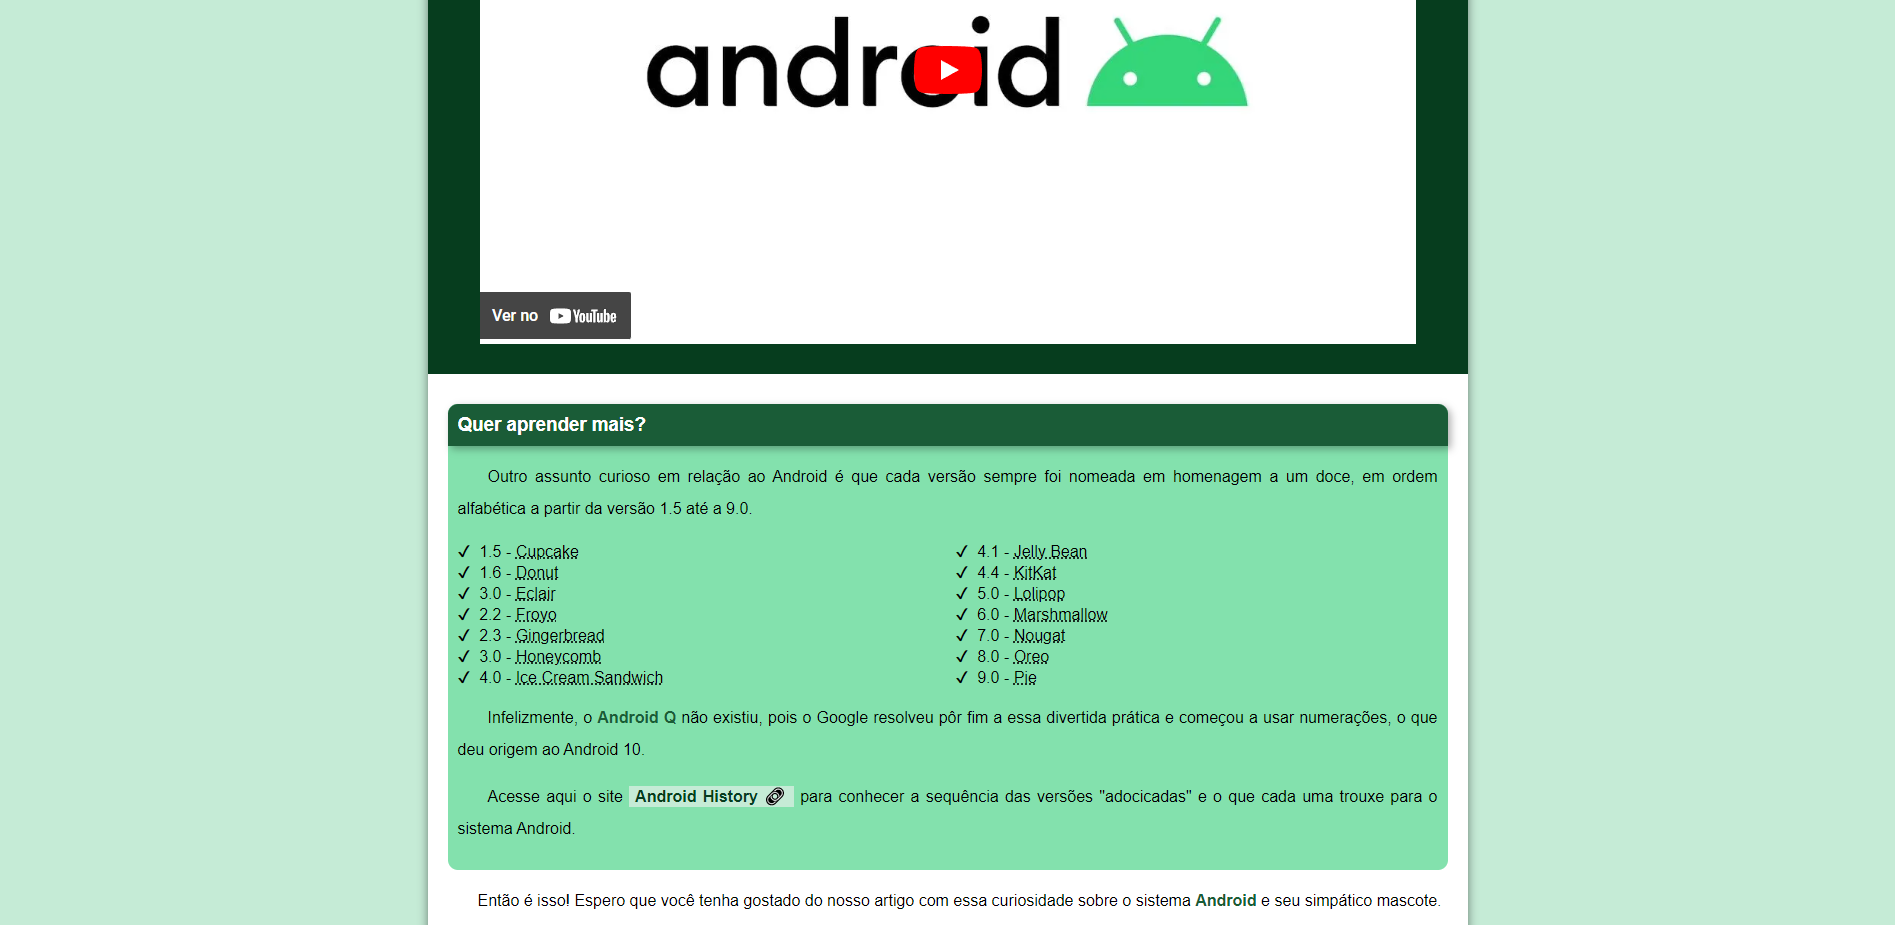 android
Ver no YouTube
Quer aprender mais?
Outro assunto curioso em relação ao Android é que cada versão sempre foi nomeada em homenagem a um doce, em ordem
alfabética a partir da versão 1.5 até a 9.0.
✓ 1.5 - Cupcake
✓ 1.6 - Donut
✓ 3.0 - Eclair
✓ 2.2 - Froyo
✓ 2.3 - Gingerbread
✓ 3.0 - Honeycomb
✓ 4.0 - Ice Cream Sandwich
✓ 4.1 - Jelly Bean
✓ 4.4 - KitKat
✓ 5.0 - Lolipop
✓ 6.0 - Marshmallow
✓ 7.0 - Nougat
✓ 8.0 - Oreo
✓ 9.0 - Pie
Infelizmente, o Android Q não existiu, pois o Google resolveu pôr fim a essa divertida prática e começou a usar numerações, o que
deu origem ao Android 10.
Acesse aqui o site Android History para conhecer a sequência das versões "adocicadas" e o que cada uma trouxe para o
sistema Android.
Então é isso! Espero que você tenha gostado do nosso artigo com essa curiosidade sobre o sistema Android e seu simpático mascote.